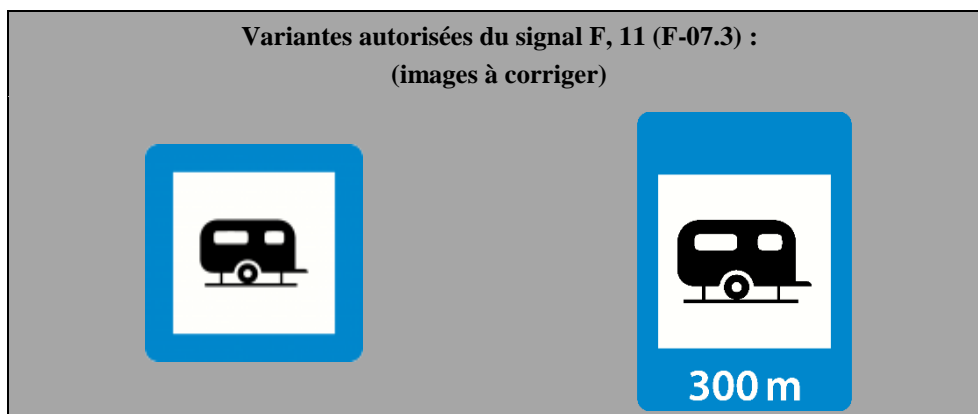 Variantes autorisées du signal F, 11 (F-07.3) :
(images à corriger)
300 m